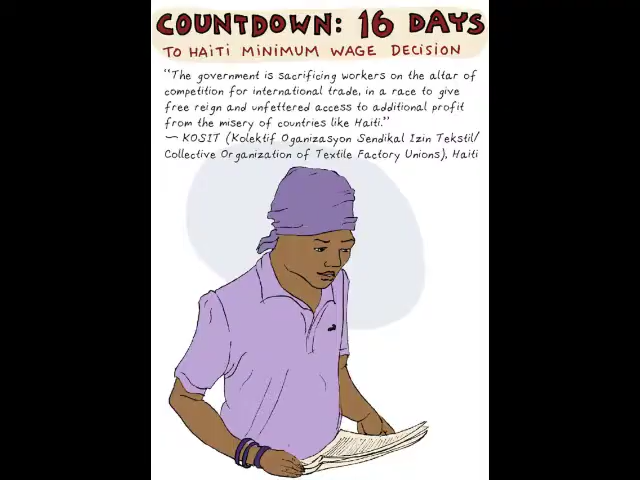 COUNTDOWN: 16 DAYS
TO HAITI MINIMUM WAGE DECISION
"The government is sacrificing workers on the altar of
competition for international trade, in a race to give
free reign and unfettered access to additional profit
from the misery of countries like Haiti."
— KOSIT (Kolektif Oganizasyon Sendikal Izin Tekstil/
Collective Organization of Textile Factory Unions), Haiti